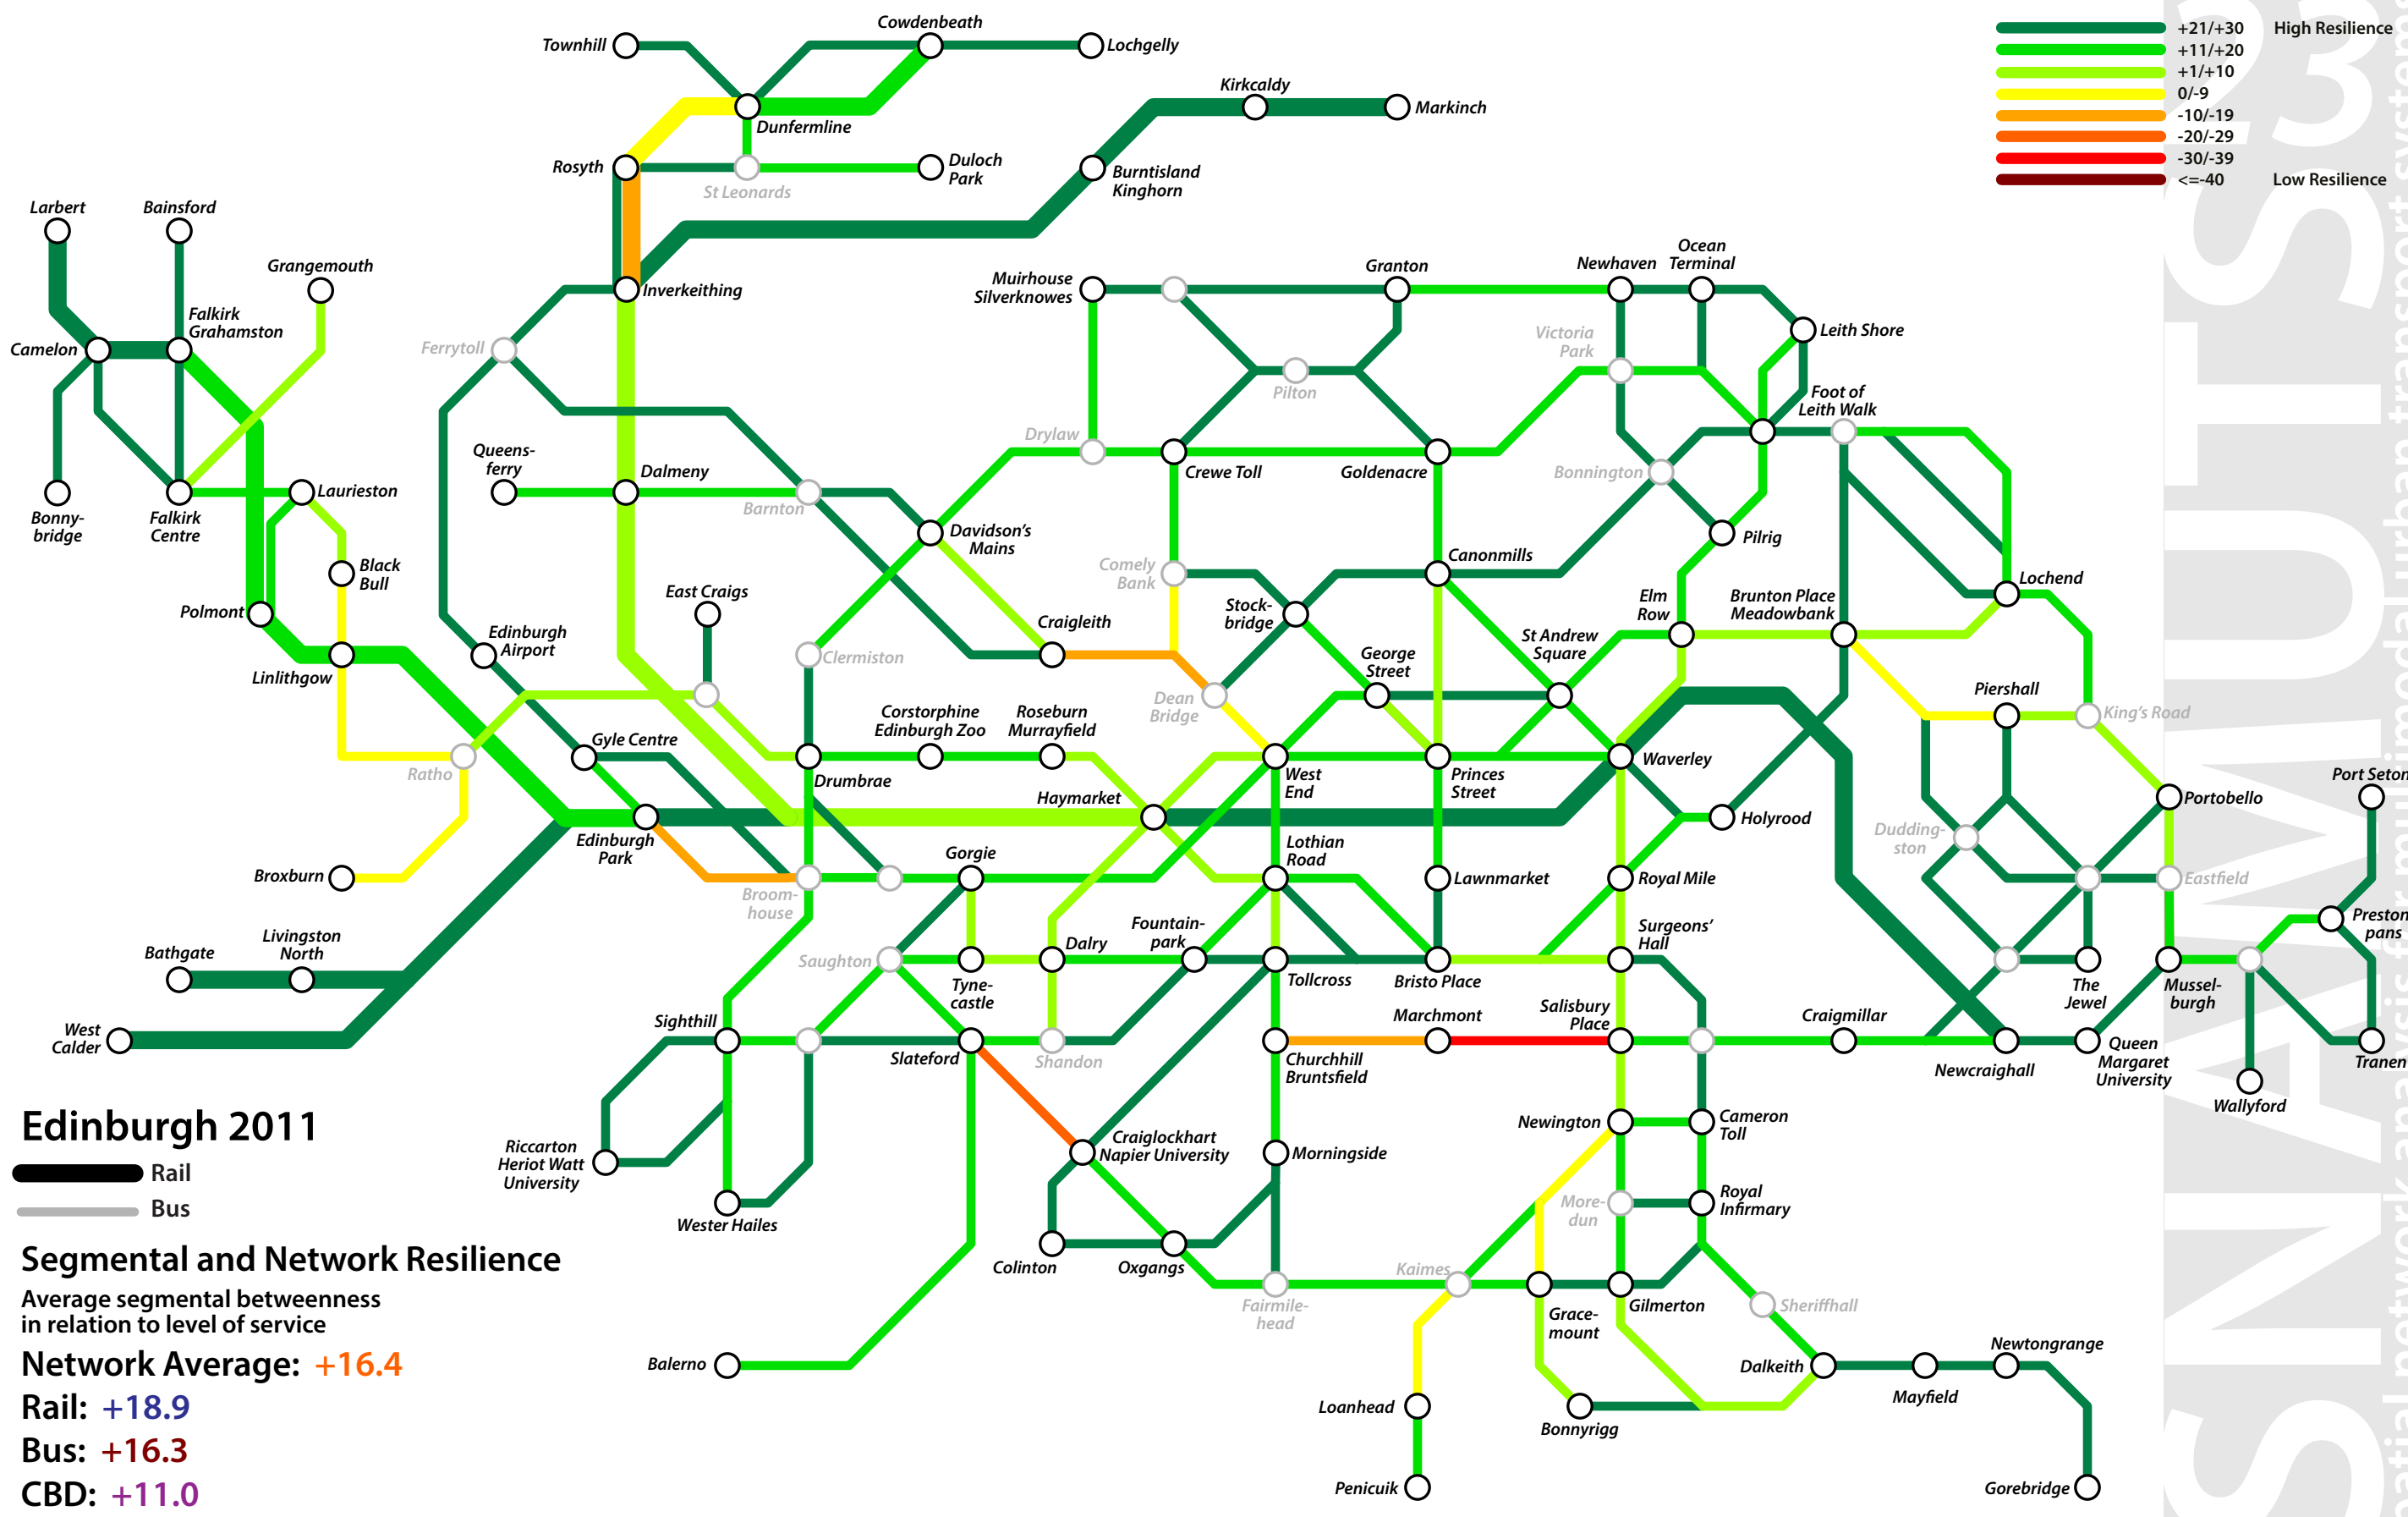 Cowdenbeath
Townhill
Lochgelly
Kirkcaldy
Markinch
Dunfermline
Rosyth
St Leonards
Duloch
Park
Burntisland
Kinghorn
+21/+30 High Resilience
+11/+20
+1/+10
0/-9
-10/-19
-20/-29
-30/-39
<=-40 Low Resilience
Larbert
Bainsford
Grangemouth
Falkirk
Grahamston
Camelon
Inverkeithing
Ferrytoll
Muirhouse
Silverknowes
Granton
Newhaven
Ocean
Terminal
Leith Shore
Victoria
Park
Pilton
Foot of
Leith Walk
Drylaw
Crewe Toll
Goldenacre
Bonnington
Queens-
ferry
Dalmeny
Barnton
Laurieston
Bonny-
bridge
Falkirk
Centre
Davidson's
Mains
Pilrig
Black
Bull
Comely
Bank
Canonmills
Lochend
Polmont
East Craigs
Stock-
bridge
Elm
Row
Brunton Place
Meadowbank
Edinburgh
Airport
Craigleith
St Andrew
Square
Linlithgow
Clermiston
George
Street
Dean
Bridge
Piershall
King's Road
Corstorphine
Edinburgh Zoo
Roseburn
Murrayfield
Gyle Centre
Ratho
Drumbrae
West
End
Princes
Street
Waverley
Port Seton
Portobello
Haymarket
Holyrood
Edinburgh
Park
Lothian
Road
Dudding-
ston
Gorgie
Broxburn
Broom-
house
Lawnmarket
Royal Mile
Eastfield
Preston
pans
Bathgate
Livingston
North
Saughton
Tyne-
castle
Dalry
Fountain-
park
Tollcross
Bristo Place
Surgeons'
Hall
The
Jewel
Mussel-
burgh
West
Calder
Sighthill
Slateford
Shandon
Churchhill
Bruntsfield
Marchmont
Salisbury
Place
Craigmillar
Newcraighall
Queen
Margaret
University
Tranen
Wallyford
Edinburgh 2011
Rail
Bus
Riccarton
Heriot Watt
University
Wester Hailes
Craiglockhart
Napier University
Morningside
Newington
Cameron
Toll
More-
dun
Royal
Infirmary
Colinton
Oxgangs
Fairmile-
head
Kaimes
Grace-
mount
Gilmerton
Sheriffhall
Segmental and Network Resilience
Average segmental betweenness
in relation to level of service
Network Average: +16.4
Rail: +18.9
Bus: +16.3
CBD: +11.0
Balerno
Loanhead
Penicuik
Bonnyrigg
Dalkeith
Mayfield
Newtongrange
Gorebridge
SNAMUTS
23